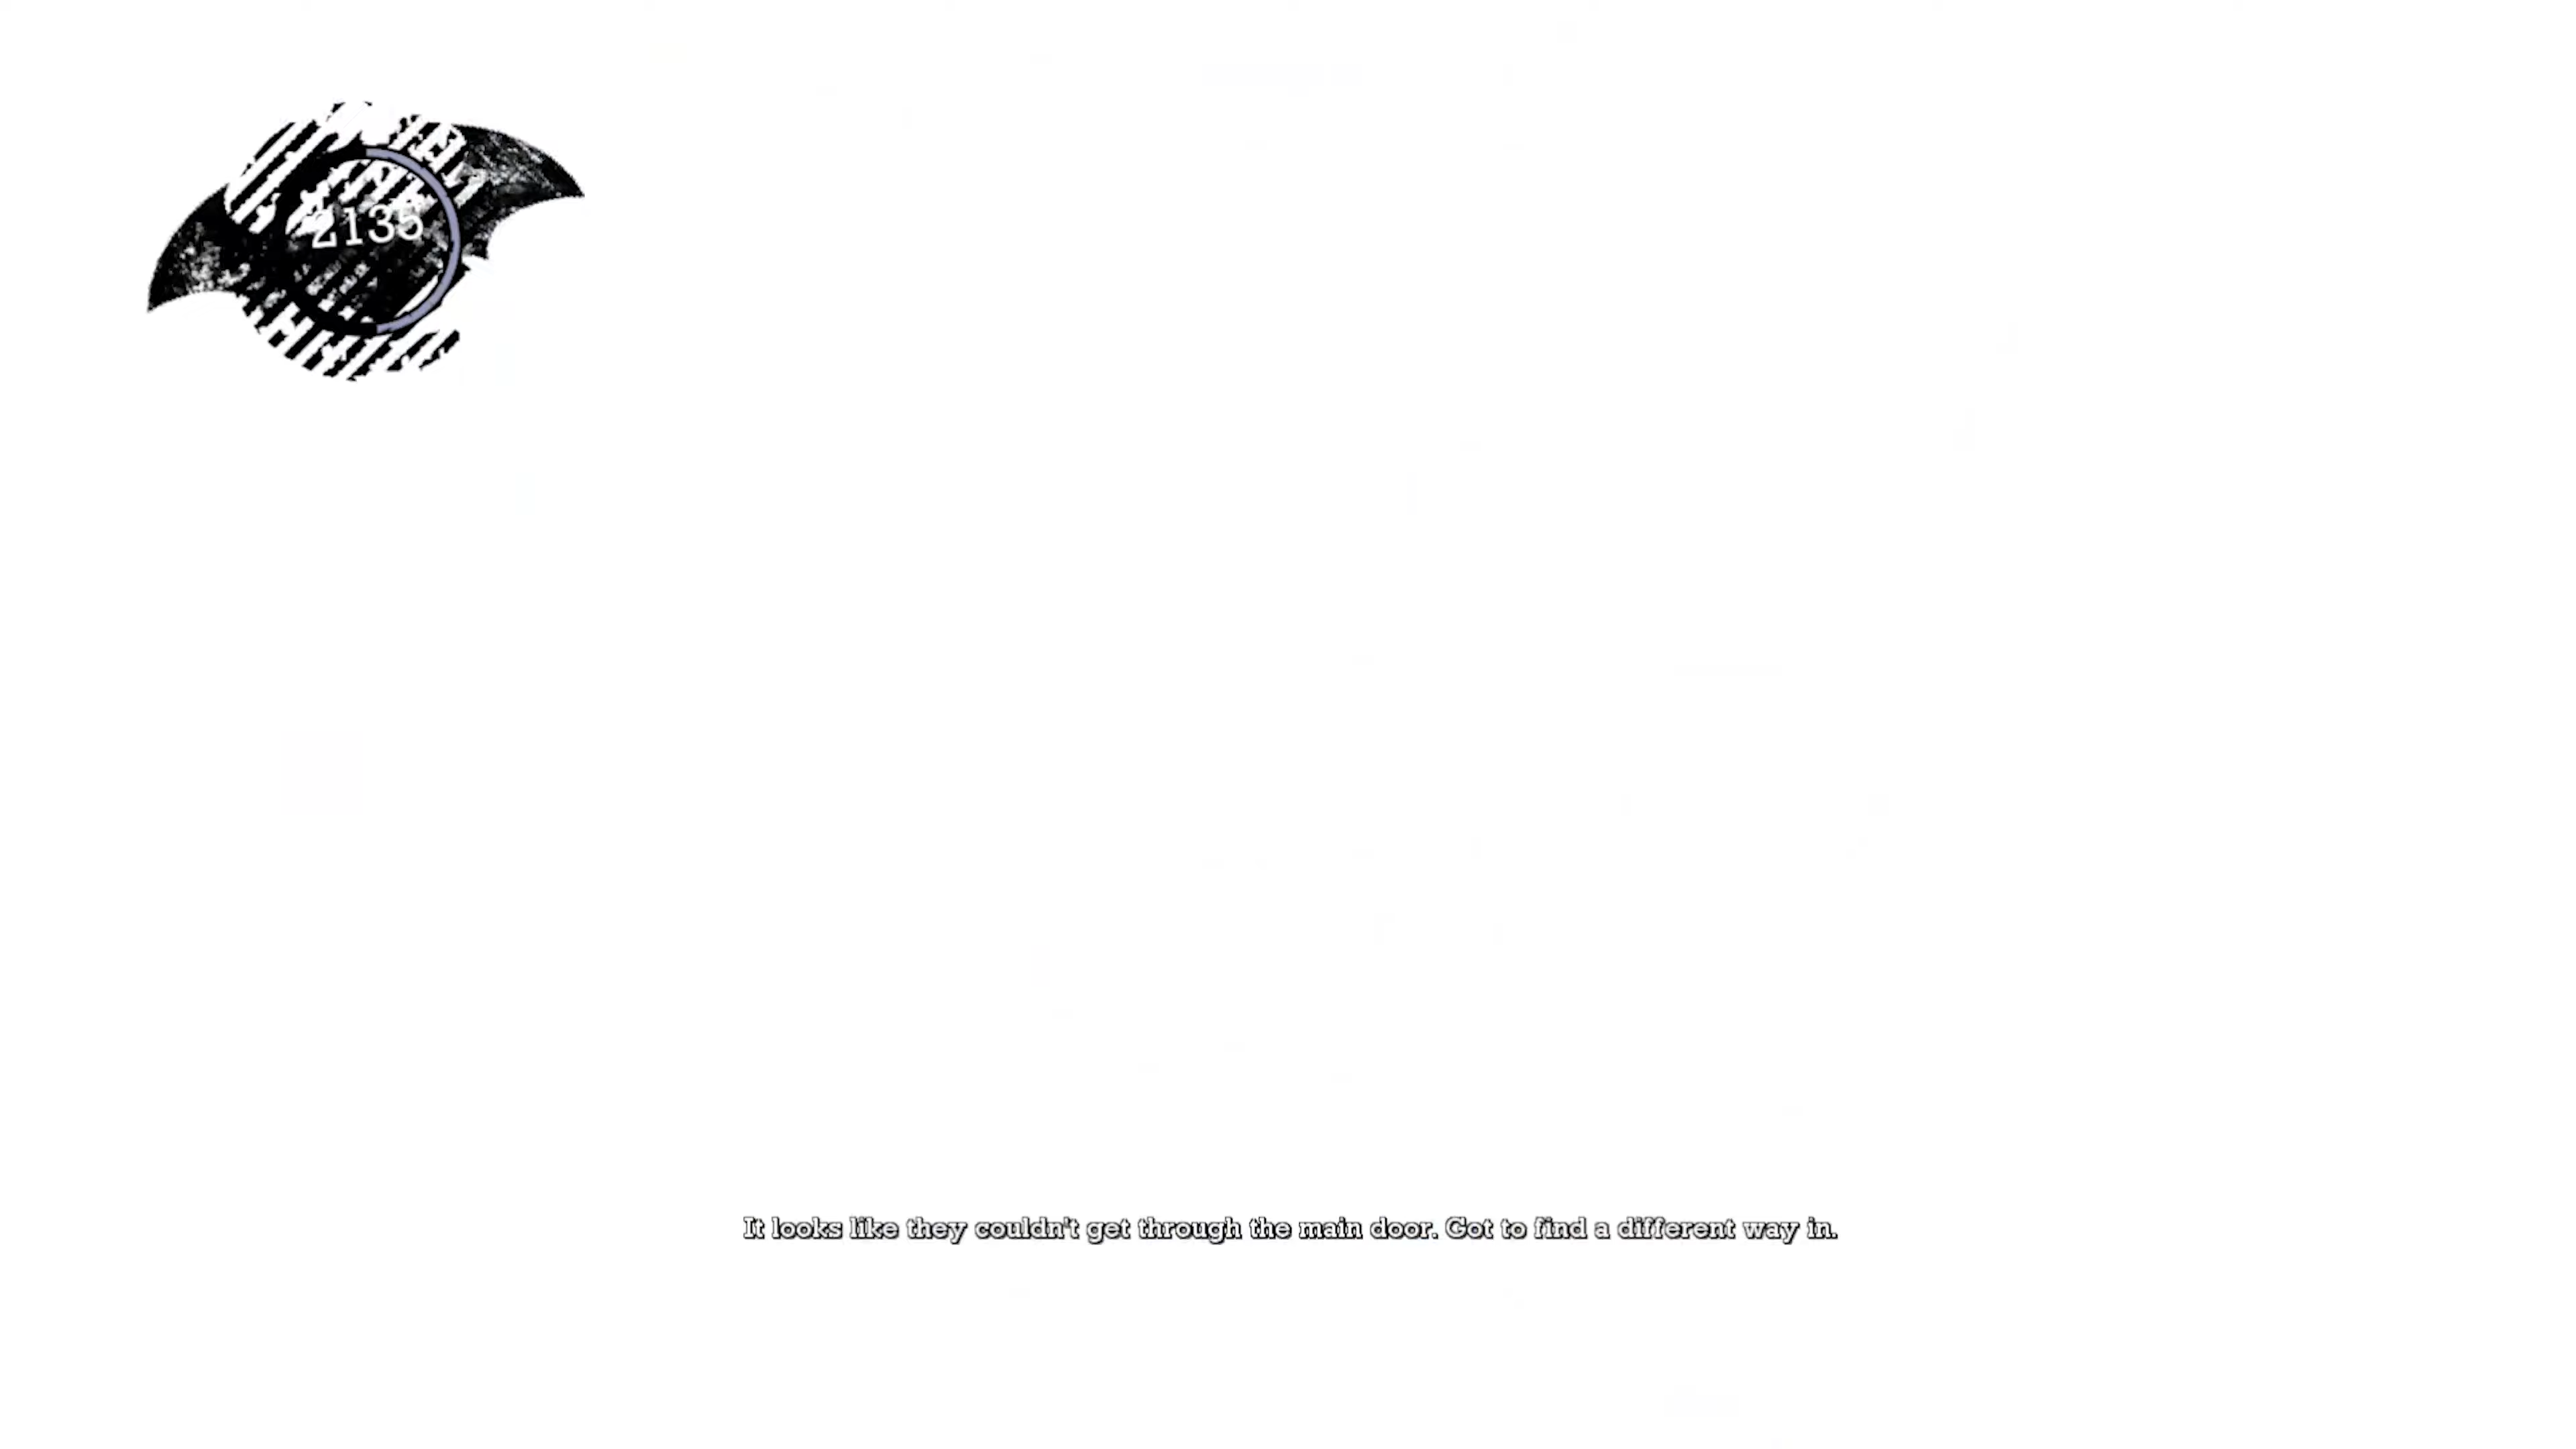 2135
It looks like they couldn't get through the main door. Got to find a different way in.